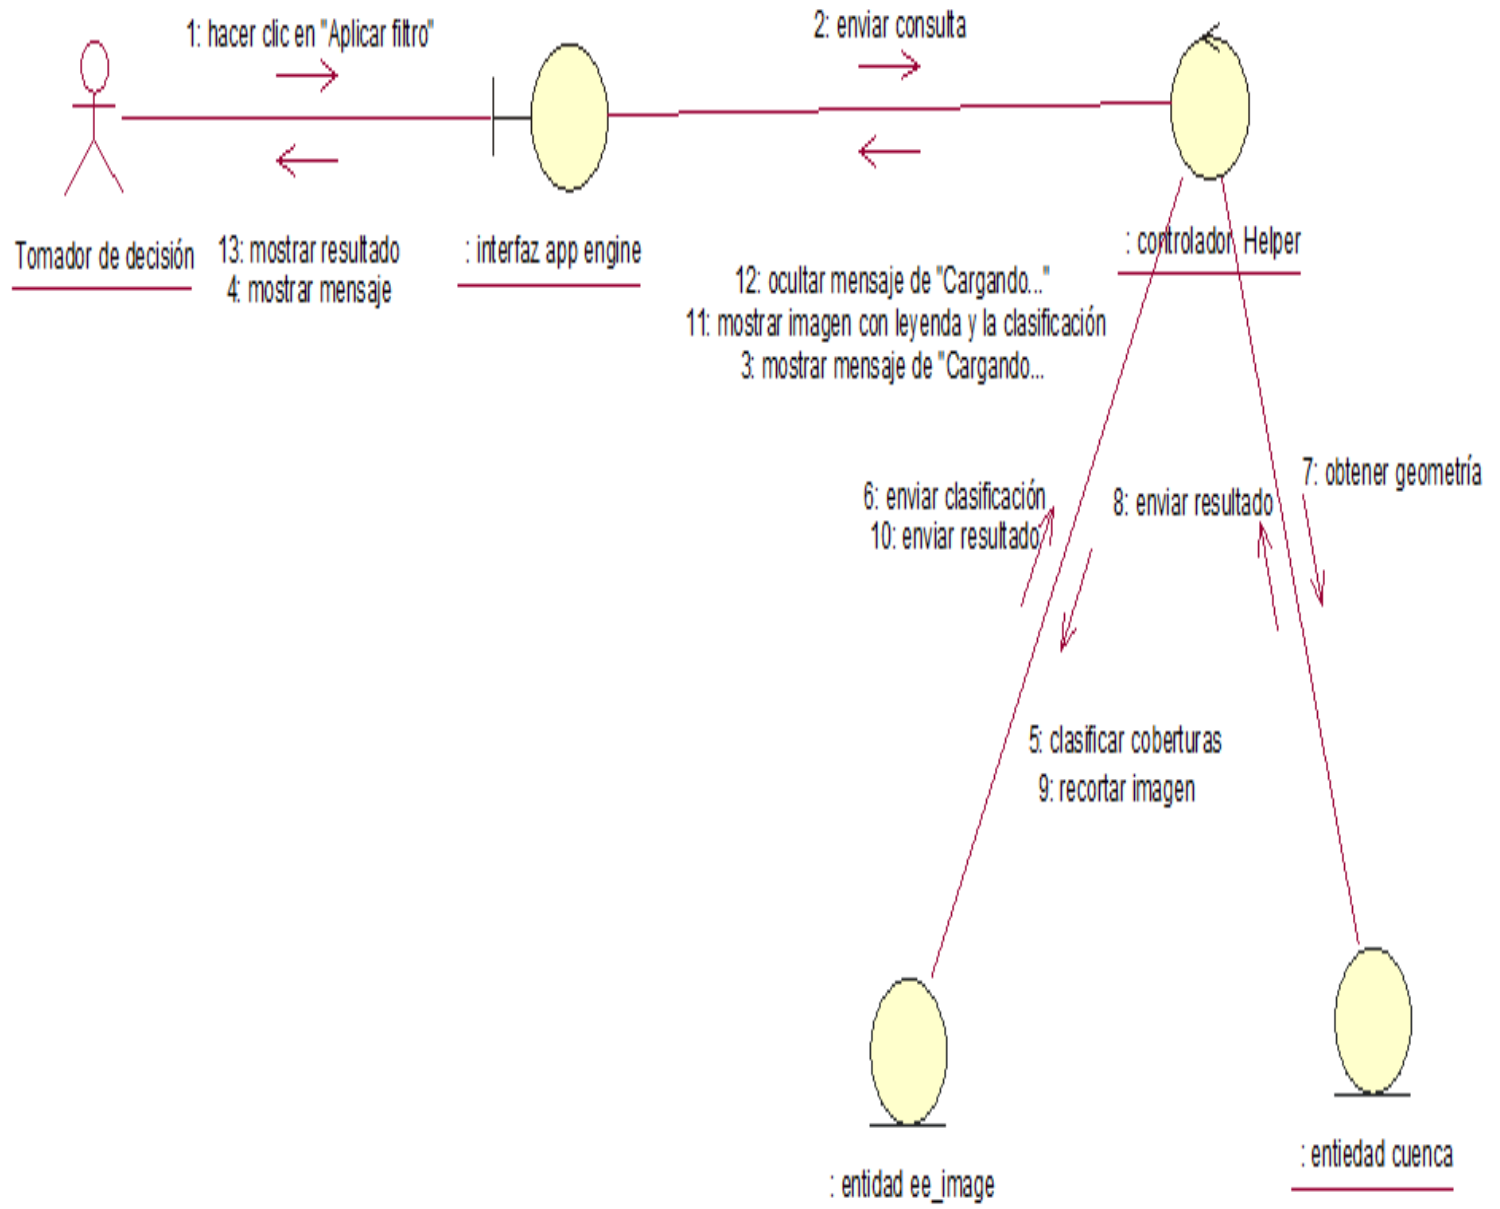 1: hacer clic en "Aplicar filtro"
2: enviar consulta
Tomador de decisión
13: mostrar resultado
4: mostrar mensaje
: interfaz app engine
: controlador Helper
12: ocultar mensaje de "Cargando..."
11: mostrar imagen con leyenda y la clasificación
3: mostrar mensaje de "Cargando...
6: enviar clasificación
10: enviar resultado
8: enviar resultado
7: obtener geometría
5: clasificar coberturas
9: recortar imagen
: entidad ee_image
: entiedad cuenca